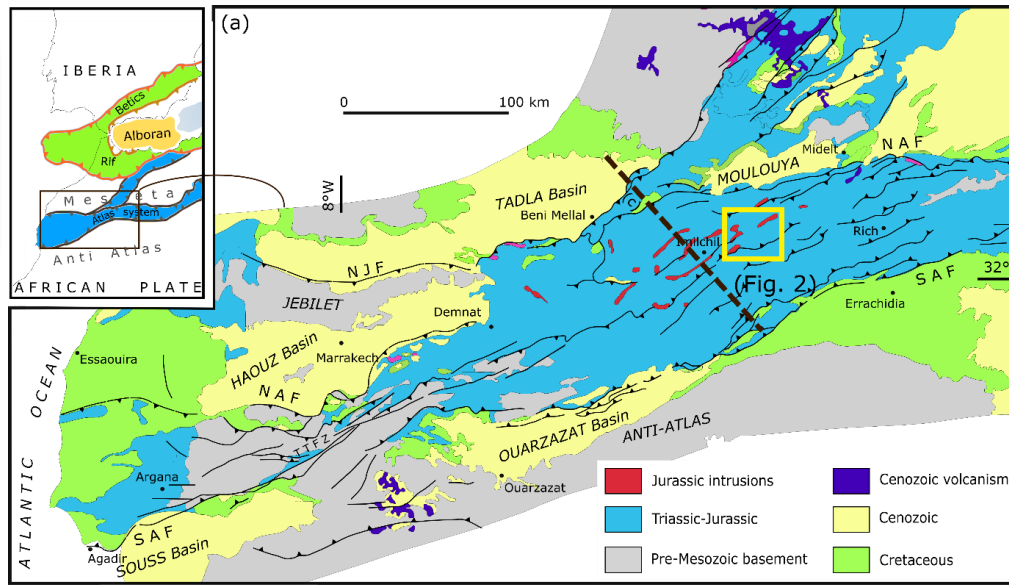 (a)
IBERIA
Betics
Alboran
Rif
Meseta
Atlas system
Anti Atlas
AFRICAN PLATE
0 100 km
8°W
TADLA Basin
Beni Mellal
MOULOUYA
Midelt
NAF
Imilchil
Rich
(Fig. 2)
SAF
32°
Errachidia
NJF
JEBILET
Demnat
Essaouira
HAOUZ Basin
Marrakech
NAF
ATLANTIC OCEAN
TTFZ
OUARZAZAT Basin
ANTI-ATLAS
Argana
Ouarzazat
SAF
SOUSS Basin
Agadir
Jurassic intrusions
Cenozoic volcanism
Triassic-Jurassic
Cenozoic
Pre-Mesozoic basement
Cretaceous